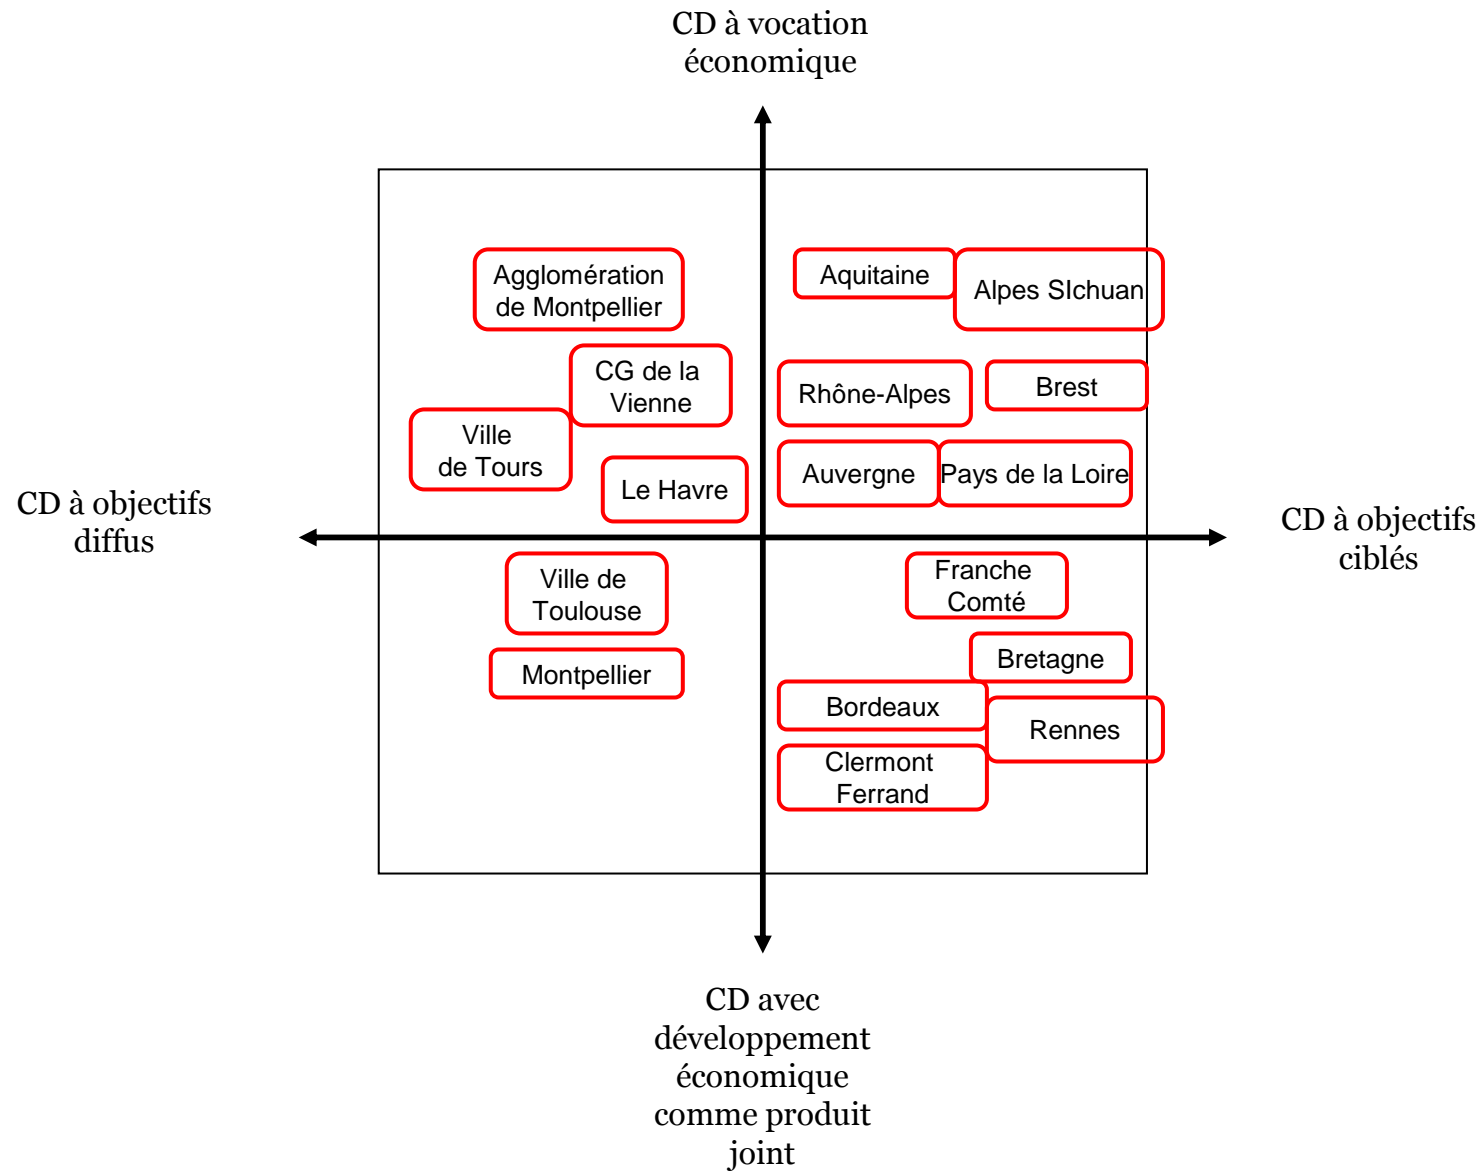 CD à vocation
économique
Agglomération
de Montpellier
Aquitaine
Alpes SIchuan
CG de la
Vienne
Rhône-Alpes
Brest
Ville
de Tours
Le Havre
Auvergne
Pays de la Loire
CD à objectifs
diffus
CD à objectifs
ciblés
Ville de
Toulouse
Franche
Comté
Montpellier
Bretagne
Bordeaux
Rennes
Clermont
Ferrand
CD avec
développement
économique
comme produit
joint